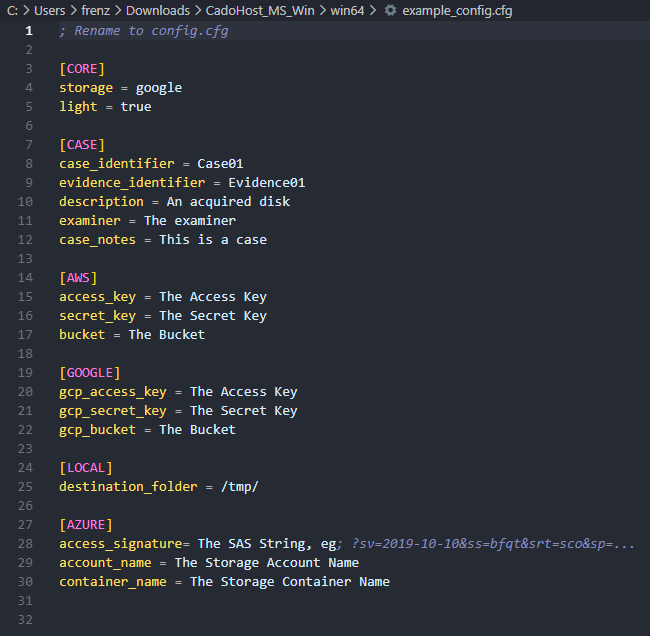 C: > Users > frenz > Downloads > CadoHost_MS_Win > win64 > example_config.cfg
1 ; Rename to config.cfg
2
3 [CORE]
4 storage = google
5 light = true
6
7 [CASE]
8 case_identifier = Case01
9 evidence_identifier = Evidence01
10 description = An acquired disk
11 examiner = The examiner
12 case_notes = This is a case
13
14 [AWS]
15 access_key = The Access Key
16 secret_key = The Secret Key
17 bucket = The Bucket
18
19 [GOOGLE]
20 gcp_access_key = The Access Key
21 gcp_secret_key = The Secret Key
22 gcp_bucket = The Bucket
23
24 [LOCAL]
25 destination_folder = /tmp/
26
27 [AZURE]
28 access_signature= The SAS String, eg; ?sv=2019-10-10&ss=bfqt&srt=sco&sp=...
29 account_name = The Storage Account Name
30 container_name = The Storage Container Name
31
32